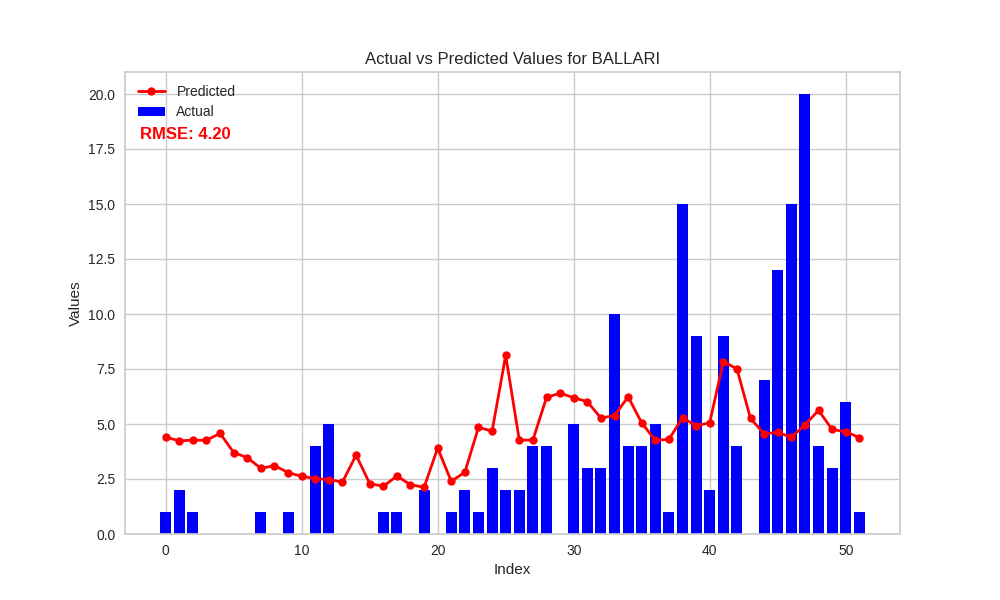 Actual vs Predicted Values for BALLARI
Predicted
Actual
RMSE: 4.20
20.0
17.5
15.0
12.5
10.0
7.5
5.0
2.5
0.0
Values
0 10 20 30 40 50
Index